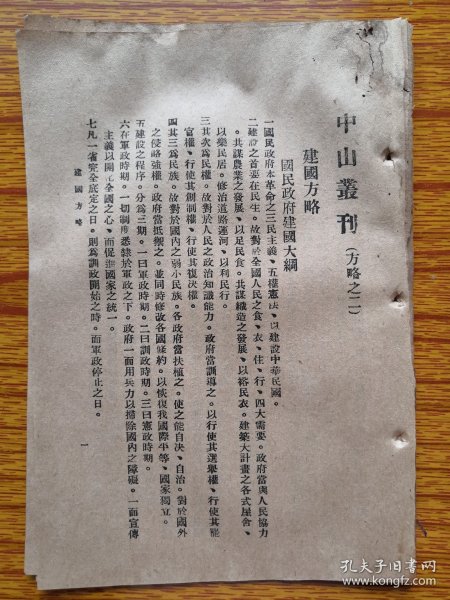 中山叢刊（方略之二）
建國方略
國民政府建國大綱
一國民政府本革命之三民主義、五權憲法、以建設中華民國。
二建設之首要在民生。故對於全國人民之食、衣、住、行、四大需要。政府當與人民協力
。共謀農業之發展、以足民食。共謀織造之發展、以裕民衣。建築大計畫之各式屋舍、
以樂民居。修治道路運河、以利民行。
三其次為民權。故對於人民之政治知識能力。政府當訓導之。以行使其選舉權、行使其罷
官權、行使其創制權、行使其復決權。
四其三為民族。故對於國內之弱小民族。各政府當扶植之。使之能自決、自治。對於國外
之侵略強權。政府當抵禦之。並同時修改各國條約。以恢復我國際平等、國家獨立。
五建設之程序。分為三期。一曰軍政時期。二曰訓政時期。三曰憲政時期。
六在軍政時期。一切制度悉隸於軍政之下。政府一面用兵力以掃除國內之障礙。一面宣傳
主義以開化全國之人心、而促進國家之統一。
七凡一省完全底定之日。則為訓政開始之時。而軍政停止之日。
建國方略
一
孔夫子旧书网
kongfz.com